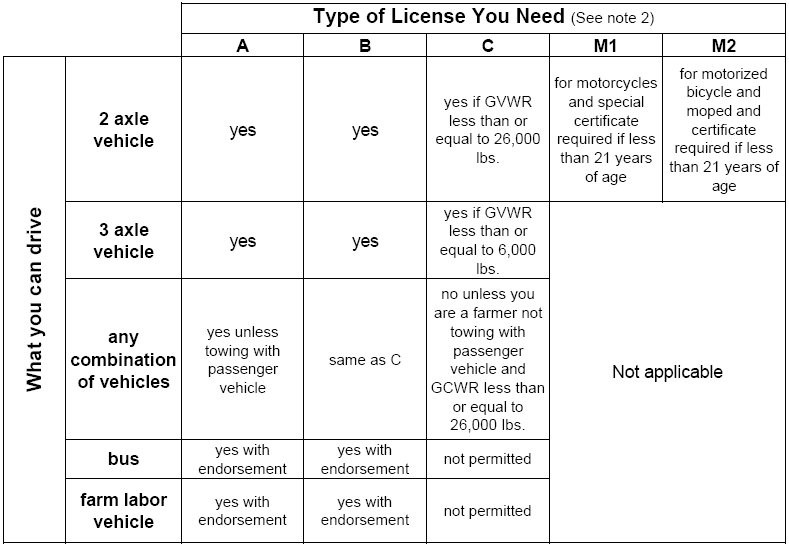 Type of License You Need (See note 2)
A
B
C
M1
M2
What you can drive
2 axle
vehicle
yes
yes
yes if GVWR
less than or
equal to 26,000
lbs.
for motorcycles
and special
certificate
required if less
than 21 years
of age
for motorized
bicycle and
moped and
certificate
required if less
than 21 years of
age
3 axle
vehicle
yes
yes
yes if GVWR
less than or
equal to 6,000
lbs.
any
combination
of vehicles
yes unless
towing with
passenger
vehicle
same as C
no unless you
are a farmer not
towing with
passenger
vehicle and
GCWR less than
or equal to
26,000 lbs.
Not applicable
bus
yes with
endorsement
yes with
endorsement
not permitted
farm labor
vehicle
yes with
endorsement
yes with
endorsement
not permitted